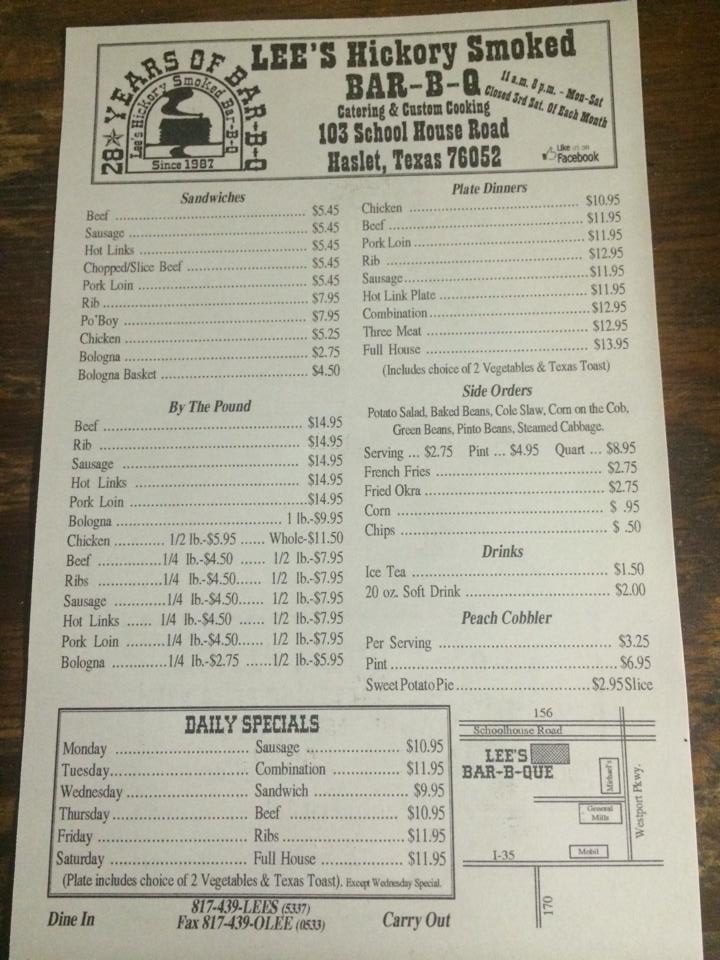 28 ★ YEARS OF BAR-B-Q
Lee's Hickory Smoked Bar-B-Q
Since 1987
LEE'S Hickory Smoked
BAR-B-Q
11 a.m. 8 p.m. - Mon-Sat
Closed 3rd Sat. Of Each Month
Catering & Custom Cooking
103 School House Road
Haslet, Texas 76052
Like us on
Facebook
Sandwiches
Beef ........ $5.45
Sausage ........ $5.45
Hot Links ........ $5.45
Chopped/Slice Beef ........ $5.45
Pork Loin ........ $5.45
Rib ........ $7.95
Po'Boy ........ $7.95
Chicken ........ $5.25
Bologna ........ $2.75
Bologna Basket ........ $4.50
By The Pound
Beef ........ $14.95
Rib ........ $14.95
Sausage ........ $14.95
Hot Links ........ $14.95
Pork Loin ........ $14.95
Bologna ........ 1 lb.-$9.95
Chicken ............ 1/2 lb.-$5.95 ...... Whole-$11.50
Beef ..............1/4 lb.-$4.50 ...... 1/2 lb.-$7.95
Ribs ..............1/4 lb.-$4.50...... 1/2 lb.-$7.95
Sausage ............1/4 lb.-$4.50...... 1/2 lb.-$7.95
Hot Links ...... 1/4 lb.-$4.50 ...... 1/2 lb.-$7.95
Pork Loin ........1/4 lb.-$4.50...... 1/2 lb.-$7.95
Bologna ............1/4 lb.-$2.75 ......1/2 lb.-$5.95
Plate Dinners
Chicken ........ $10.95
Beef ........ $11.95
Pork Loin ........ $11.95
Rib ........ $12.95
Sausage ........ $11.95
Hot Link Plate ........ $11.95
Combination ........ $12.95
Three Meat ........ $12.95
Full House ........ $13.95
(Includes choice of 2 Vegetables & Texas Toast)
Side Orders
Potato Salad, Baked Beans, Cole Slaw, Corn on the Cob,
Green Beans, Pinto Beans, Steamed Cabbage.
Serving ... $2.75 Pint ... $4.95 Quart ... $8.95
French Fries ........ $2.75
Fried Okra ........ $2.75
Corn ........ $ .95
Chips ........ $ .50
Drinks
Ice Tea ........ $1.50
20 oz. Soft Drink ........ $2.00
Peach Cobbler
Per Serving ........ $3.25
Pint ........ $6.95
Sweet Potato Pie ........ $2.95 Slice
DAILY SPECIALS
Monday ........ Sausage ........ $10.95
Tuesday ........ Combination ........ $11.95
Wednesday ........ Sandwich ........ $9.95
Thursday ........ Beef ........ $10.95
Friday ........ Ribs ........ $11.95
Saturday ........ Full House ........ $11.95
(Plate includes choice of 2 Vegetables & Texas Toast). Except Wednesday Special.
156
Schoolhouse Road
LEE'S
BAR-B-QUE
Michael's
General
Mills
Westport Pkwy.
I-35
Mobil
170
Dine In
817-439-LEES (5337)
Fax 817-439-OLEE (0533)
Carry Out